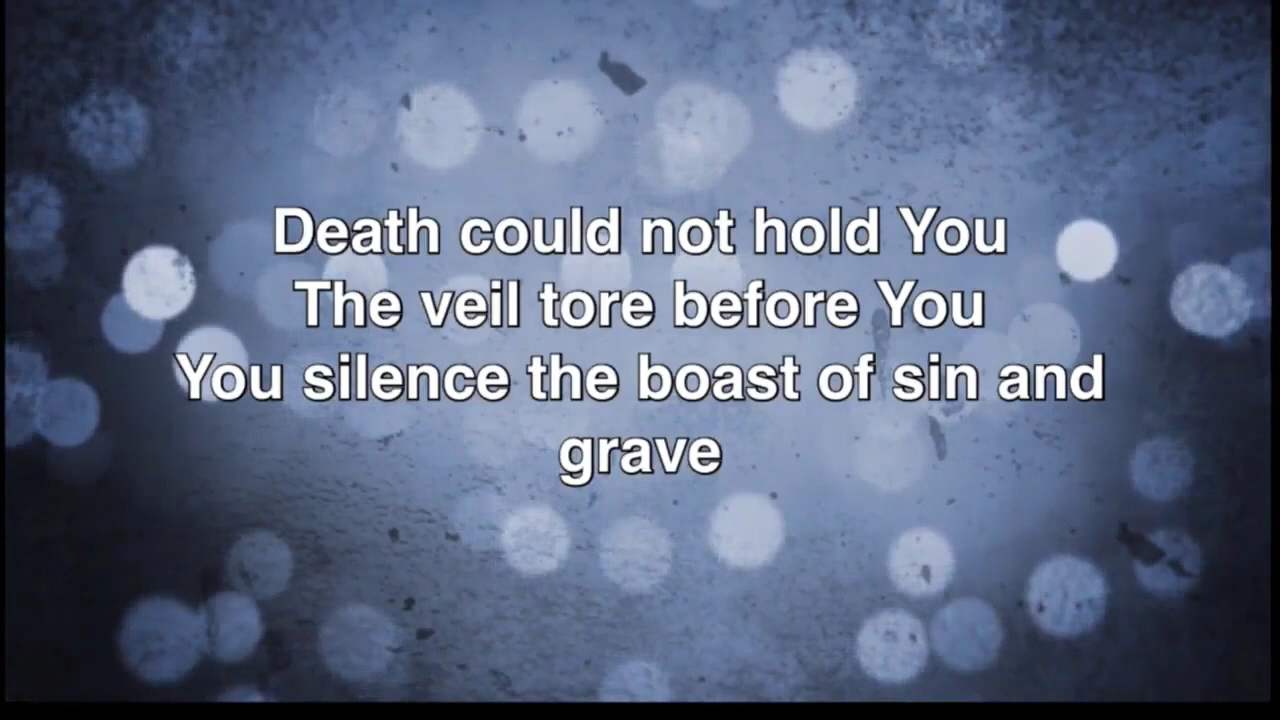 Death could not hold You
The veil tore before You
You silence the boast of sin and
grave